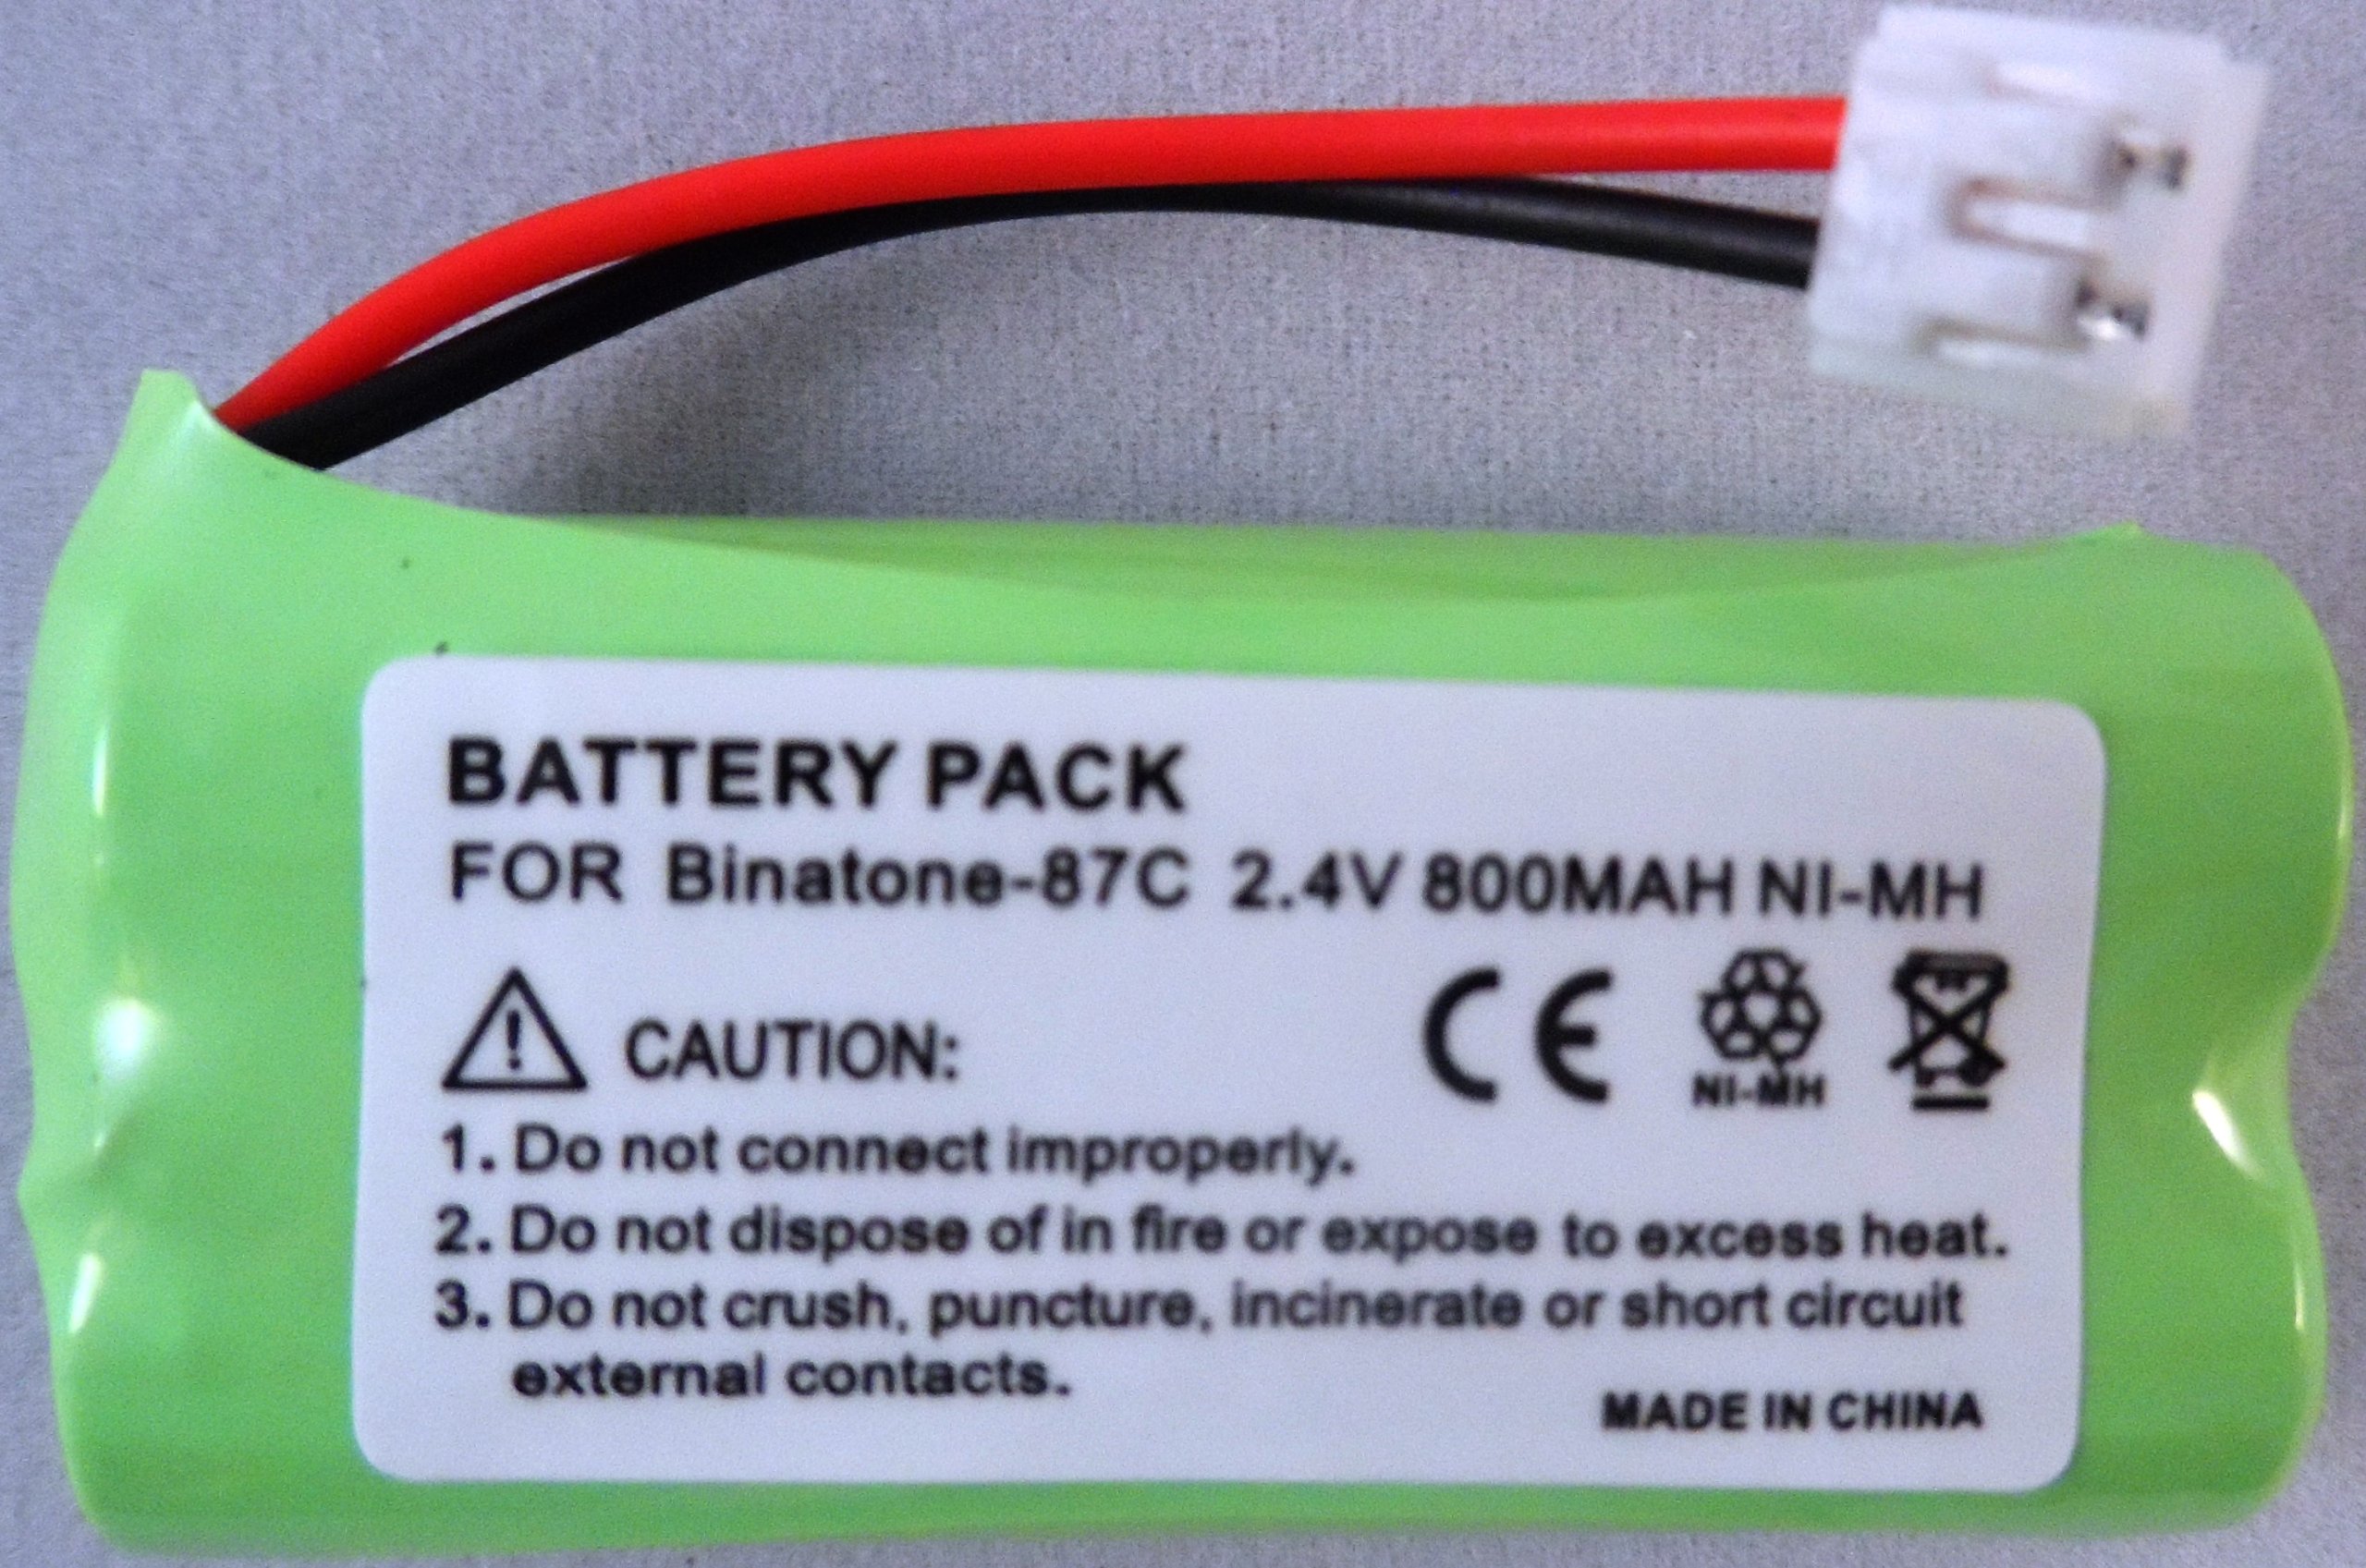 BATTERY PACK
FOR Binatone-87C 2.4V 800MAH NI-MH
CAUTION:
CE
NI-MH
1. Do not connect improperly.
2. Do not dispose of in fire or expose to excess heat.
3. Do not crush, puncture, incinerate or short circuit
external contacts.
MADE IN CHINA